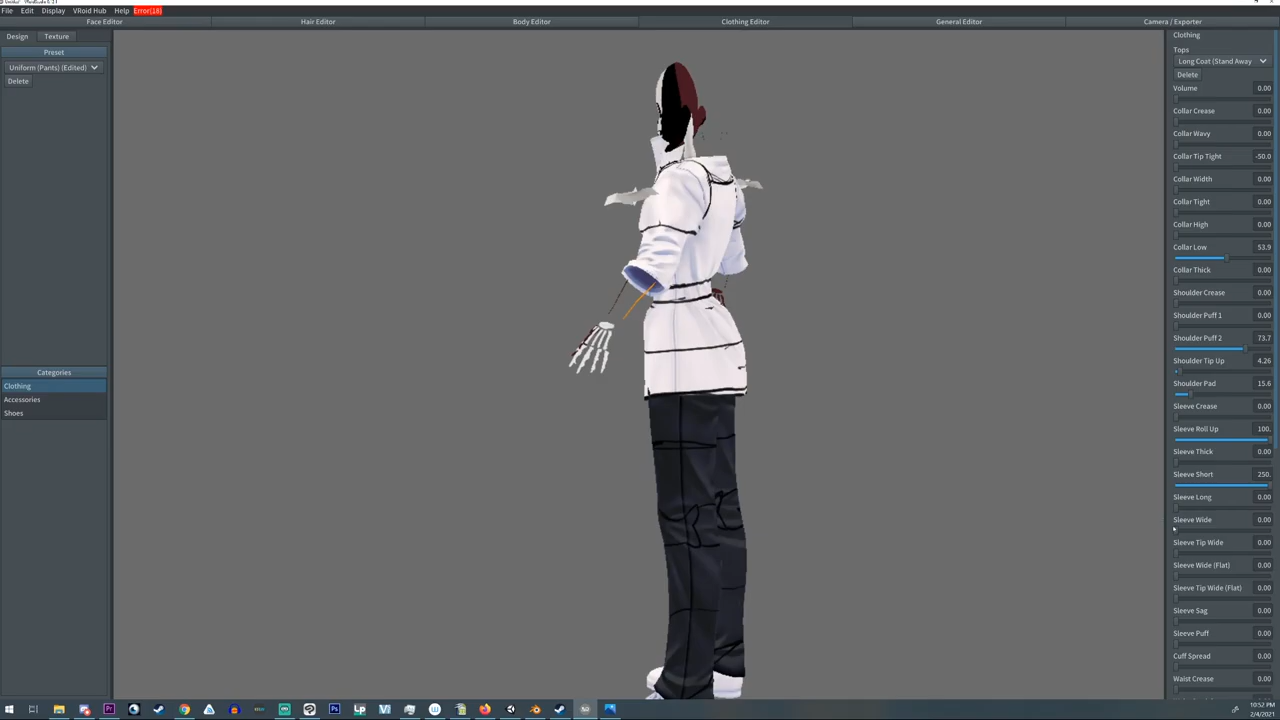 File Edit Display VRoid Hub Help Error(18)
Face Editor Hair Editor Body Editor Clothing Editor General Editor Camera / Exporter
Design Texture
Preset
Uniform (Pants) (Edited)
Delete
Categories
Clothing
Accessories
Shoes
Clothing
Tops
Long Coat (Stand Away
Delete
Volume 0.00
Collar Crease 0.00
Collar Wavy 0.00
Collar Tip Tight -50.0
Collar Width 0.00
Collar Tight 0.00
Collar High 0.00
Collar Low 53.9
Collar Thick 0.00
Shoulder Crease 0.00
Shoulder Puff 1 0.00
Shoulder Puff 2 73.7
Shoulder Tip Up 4.26
Shoulder Pad 15.6
Sleeve Crease 0.00
Sleeve Roll Up 100.
Sleeve Thick 0.00
Sleeve Short 250.
Sleeve Long 0.00
Sleeve Wide 0.00
Sleeve Tip Wide 0.00
Sleeve Wide (Flat) 0.00
Sleeve Tip Wide (Flat) 0.00
Sleeve Sag 0.00
Sleeve Puff 0.00
Cuff Spread 0.00
Waist Crease 0.00
10:52 PM
2/4/2021